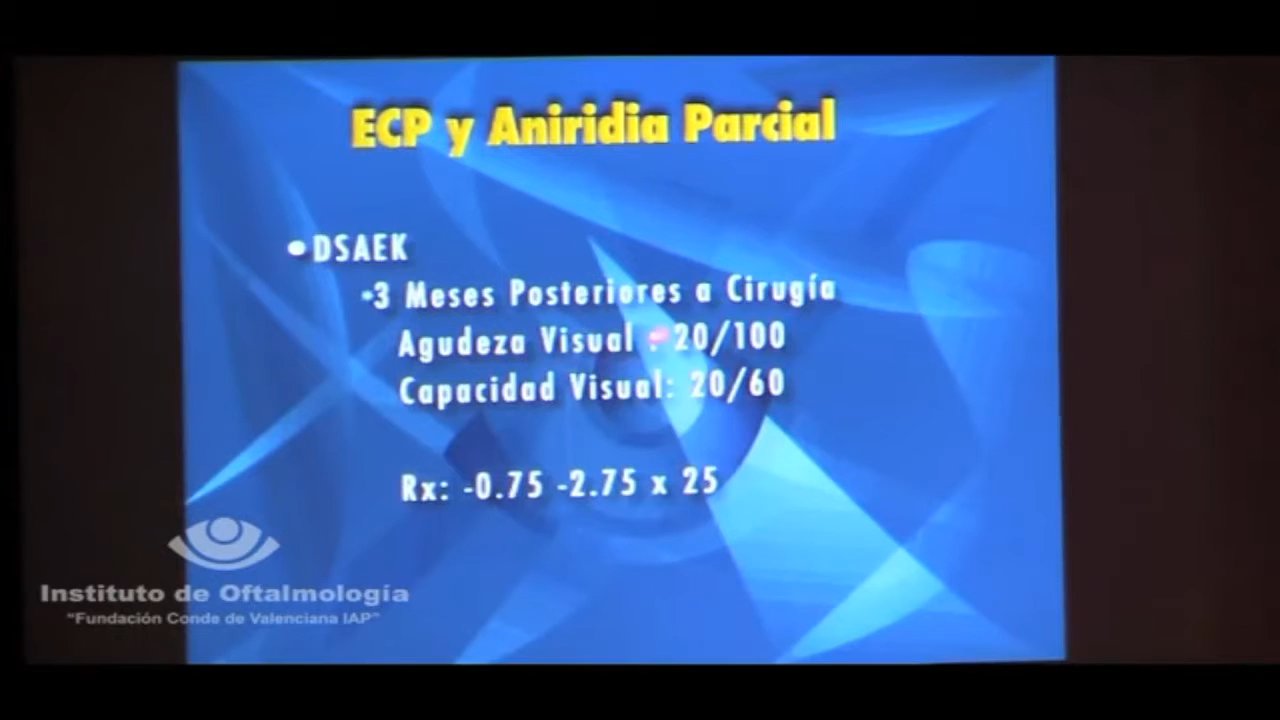 ECP y Aniridia Parcial
•DSAEK
•3 Meses Posteriores a Cirugía
Agudeza Visual : 20/100
Capacidad Visual: 20/60
Rx: -0.75 -2.75 x 25
Instituto de Oftalmología
"Fundación Conde de Valenciana IAP"